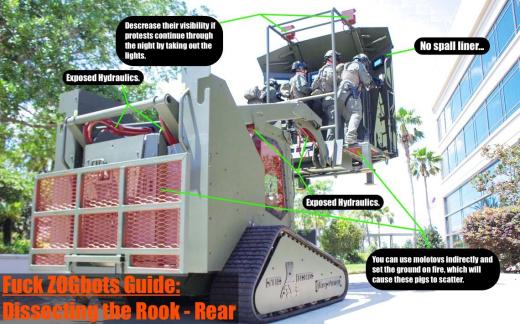 Descrease their visibility if
protests continue through
the night by taking out the
lights.
No spall liner...
Exposed Hydraulics.
Exposed Hydraulics.
You can use molotovs indirectly and
set the ground on fire, which will
cause these pigs to scatter.
Fuck ZOGbots Guide:
Dissecting the Rook - Rear